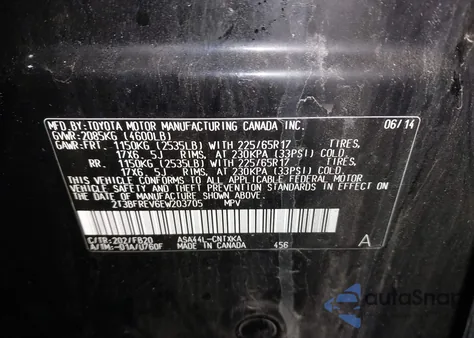 MFD.BY:TOYOTA MOTOR MANUFACTURING CANADA INC. 06/14
GVWR:2085KG (4600LB)
GAWR:FRT. 1150KG (2535LB) WITH 225/65R17 TIRES,
17X6.5J RIMS, AT 230KPA (33PSI) COLD
RR. 1150KG (2535LB) WITH 225/65R17 TIRES,
17X6.5J RIMS, AT 230KPA (33PSI) COLD
THIS VEHICLE CONFORMS TO ALL APPLICABLE FEDERAL MOTOR
VEHICLE SAFETY AND THEFT PREVENTION STANDARDS IN EFFECT ON
THE DATE OF MANUFACTURE SHOWN ABOVE.
2T3BFREV6EW203705 MPV
C/TR:202/FB20 ASA44L-CNTXKA
A/TM:-01A/U760F MADE IN CANADA 456 A
autoSnap